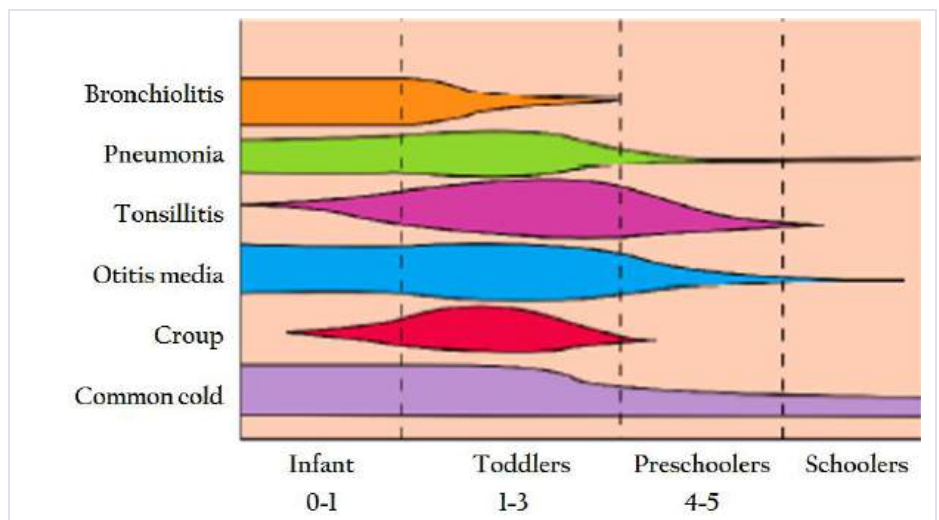 Bronchiolitis
Pneumonia
Tonsillitis
Otitis media
Croup
Common cold
Infant Toddlers Preschoolers Schoolers
0-1 1-3 4-5